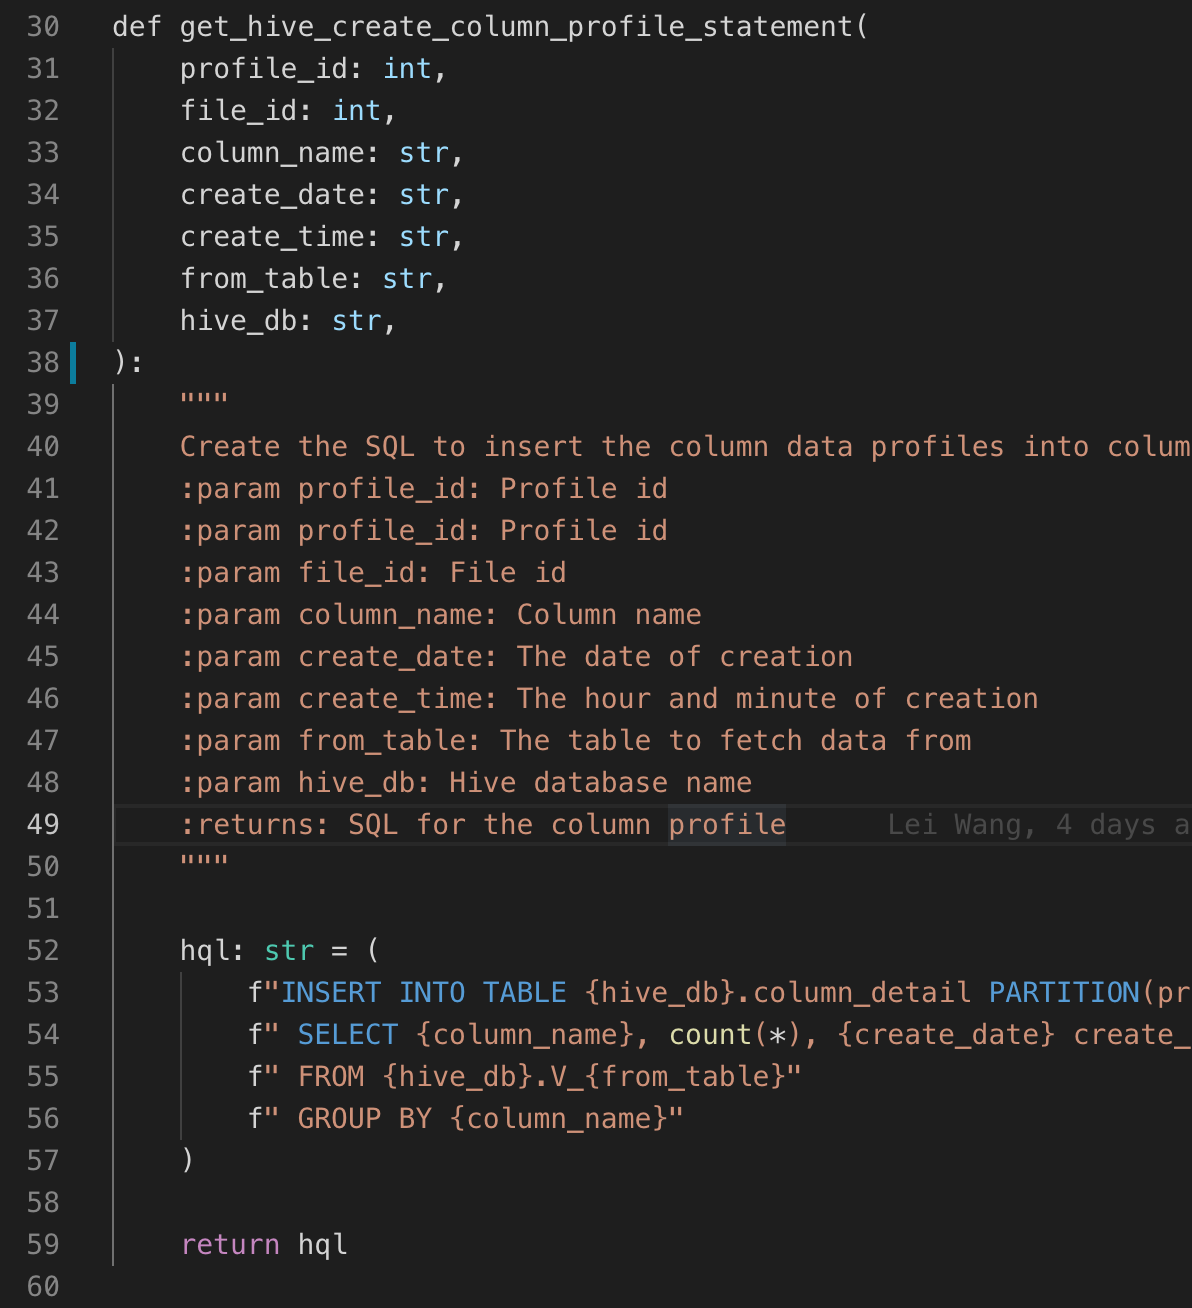 30 def get_hive_create_column_profile_statement(
31 profile_id: int,
32 file_id: int,
33 column_name: str,
34 create_date: str,
35 create_time: str,
36 from_table: str,
37 hive_db: str,
38 ):
39 """
40 Create the SQL to insert the column data profiles into colum
41 :param profile_id: Profile id
42 :param profile_id: Profile id
43 :param file_id: File id
44 :param column_name: Column name
45 :param create_date: The date of creation
46 :param create_time: The hour and minute of creation
47 :param from_table: The table to fetch data from
48 :param hive_db: Hive database name
49 :returns: SQL for the column profile Lei Wang, 4 days a
50 """
51
52 hql: str = (
53 f"INSERT INTO TABLE {hive_db}.column_detail PARTITION(pr
54 f" SELECT {column_name}, count(*), {create_date} create_
55 f" FROM {hive_db}.V_{from_table}"
56 f" GROUP BY {column_name}"
57 )
58
59 return hql
60